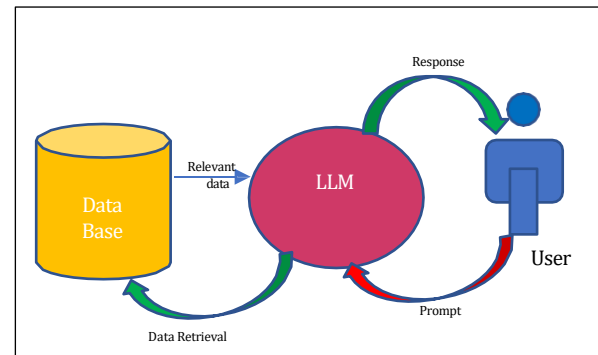 Response
Relevant
data
LLM
Data
Base
User
Data Retrieval
Prompt